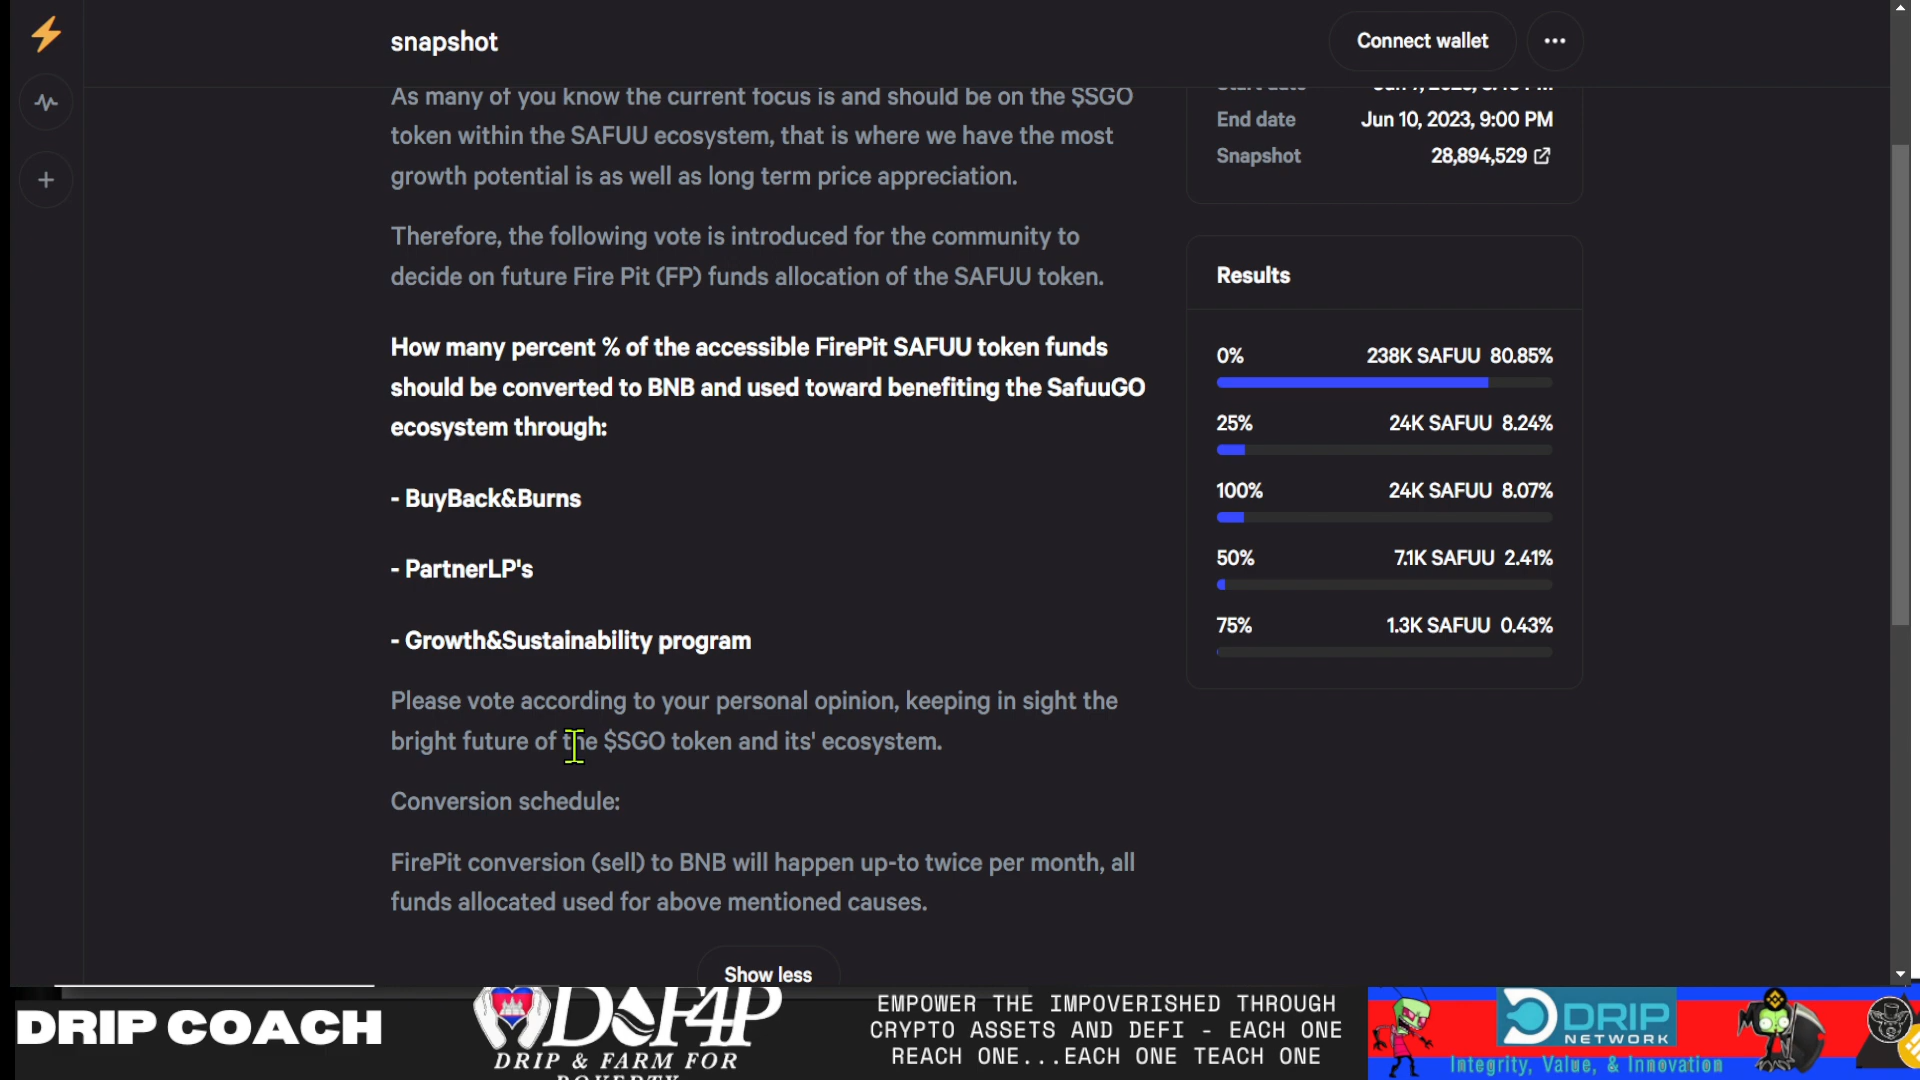 snapshot
Connect wallet
As many of you know the current focus is and should be on the $SGO
token within the SAFUU ecosystem, that is where we have the most
growth potential is as well as long term price appreciation.
Therefore, the following vote is introduced for the community to
decide on future Fire Pit (FP) funds allocation of the SAFUU token.
How many percent % of the accessible FirePit SAFUU token funds
should be converted to BNB and used toward benefiting the SafuuGO
ecosystem through:
- BuyBack&Burns
- PartnerLP's
- Growth&Sustainability program
Please vote according to your personal opinion, keeping in sight the
bright future of the $SGO token and its' ecosystem.
Conversion schedule:
FirePit conversion (sell) to BNB will happen up-to twice per month, all
funds allocated used for above mentioned causes.
Show less
Start date
End date Jun 10, 2023, 9:00 PM
Snapshot 28,894,529
Results
0% 238K SAFUU 80.85%
25% 24K SAFUU 8.24%
100% 24K SAFUU 8.07%
50% 7.1K SAFUU 2.41%
75% 1.3K SAFUU 0.43%
DRIP COACH
DRIP & FARM FOR
POVERTY
EMPOWER THE IMPOVERISHED THROUGH
CRYPTO ASSETS AND DEFI - EACH ONE
REACH ONE...EACH ONE TEACH ONE
DRIP
NETWORK
Integrity, Value, & Innovation